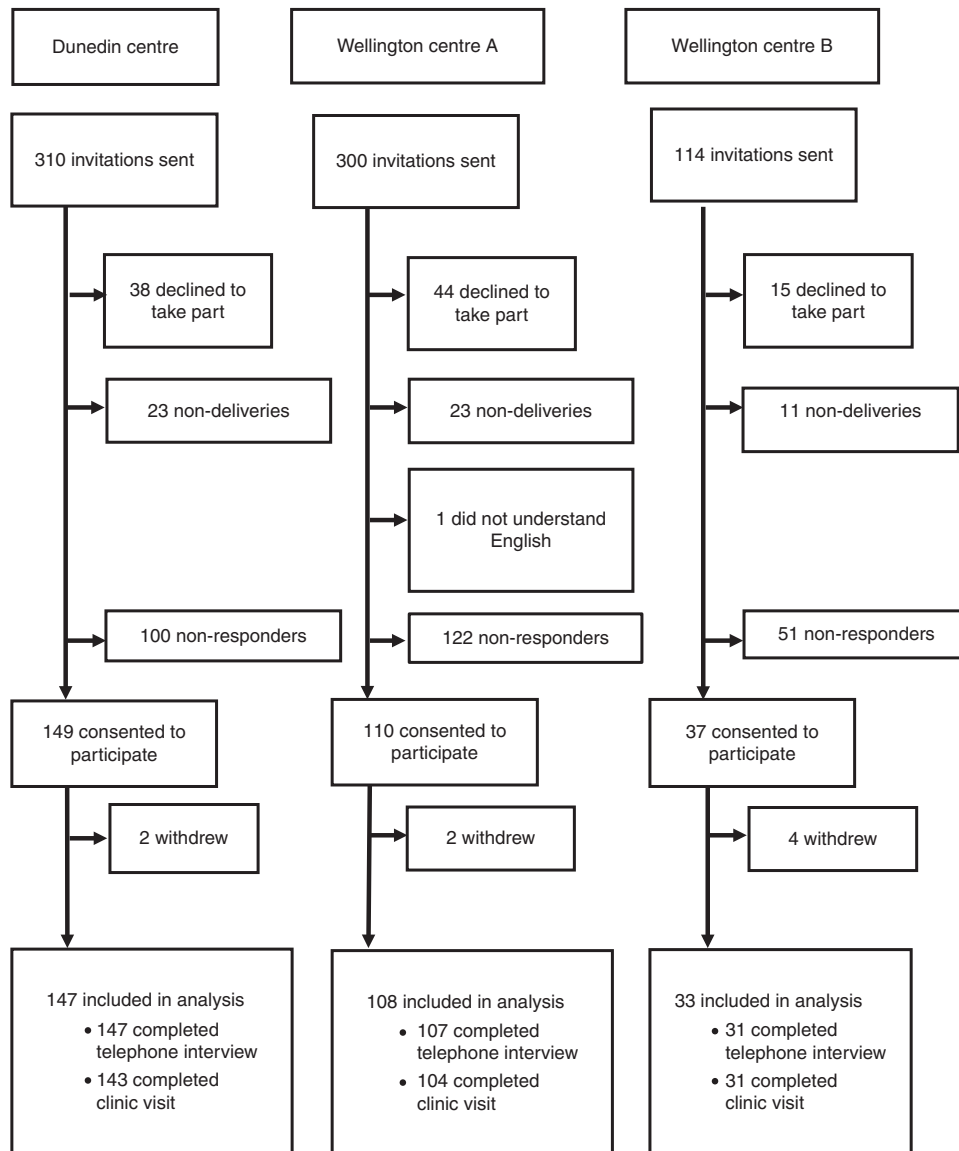 Dunedin centre
Wellington centre A
Wellington centre B
310 invitations sent
300 invitations sent
114 invitations sent
38 declined to
take part
44 declined to
take part
15 declined to
take part
23 non-deliveries
23 non-deliveries
11 non-deliveries
1 did not understand
English
100 non-responders
122 non-responders
51 non-responders
149 consented to
participate
110 consented to
participate
37 consented to
participate
2 withdrew
2 withdrew
4 withdrew
147 included in analysis
• 147 completed
telephone interview
• 143 completed
clinic visit
108 included in analysis
• 107 completed
telephone interview
• 104 completed
clinic visit
33 included in analysis
• 31 completed
telephone interview
• 31 completed
clinic visit